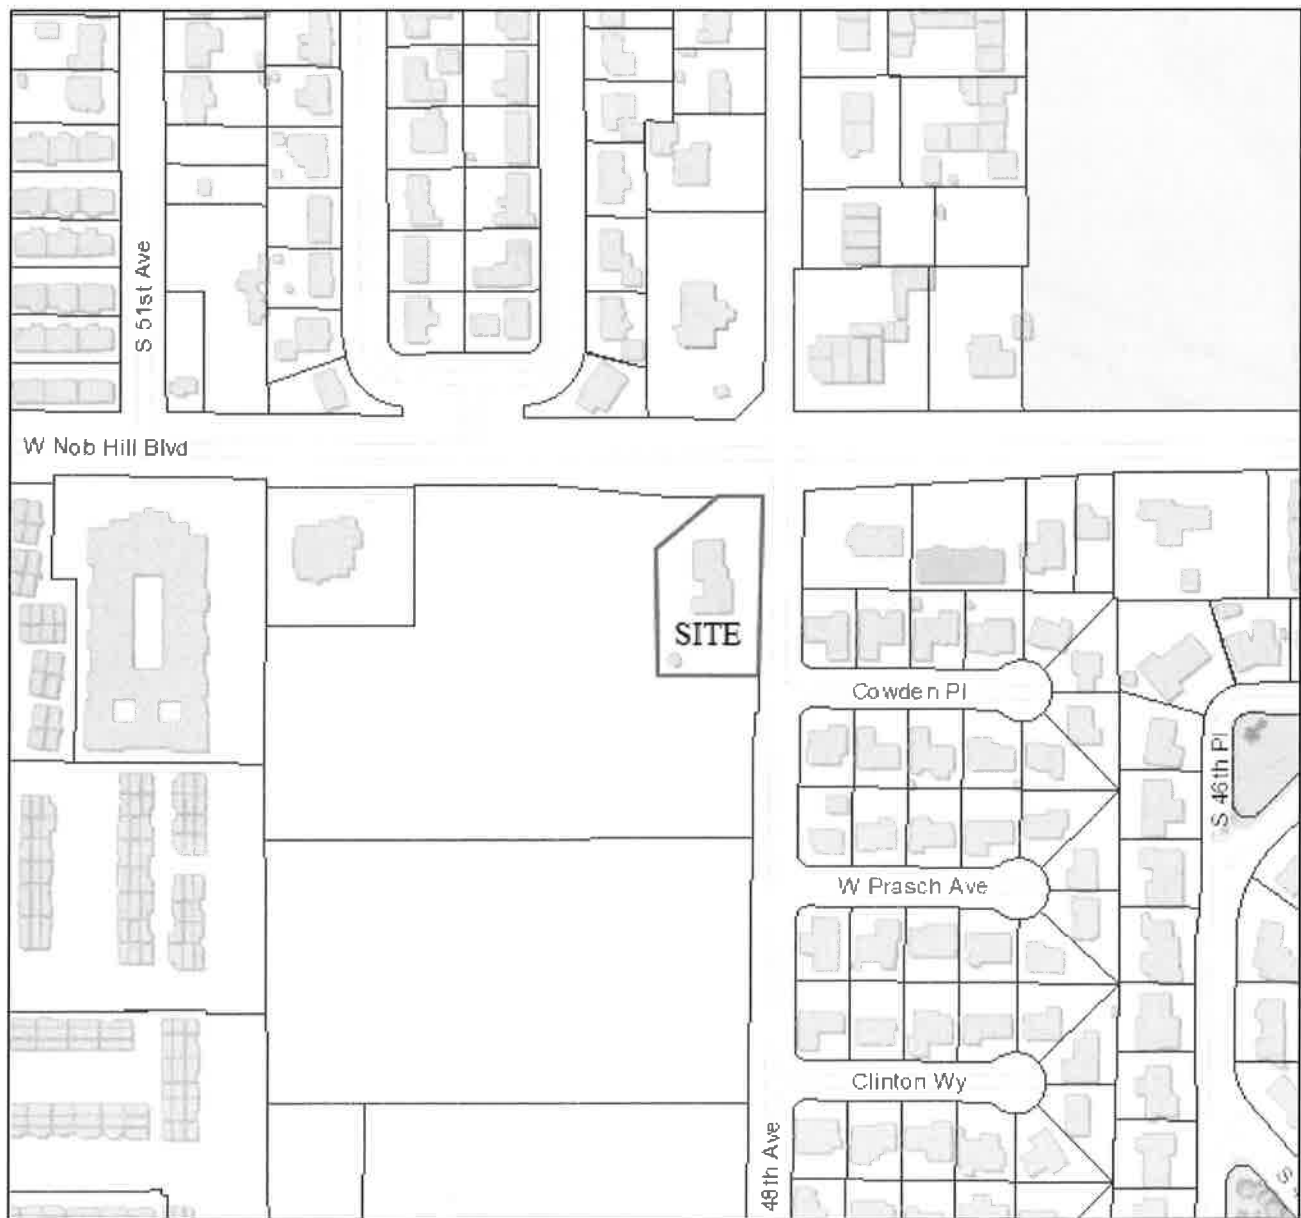 S 51st Ave
W Nob Hill Blvd
SITE
Cowden Pl
S 46th Pl
W Prasch Ave
Clinton Wy
48th Ave
S